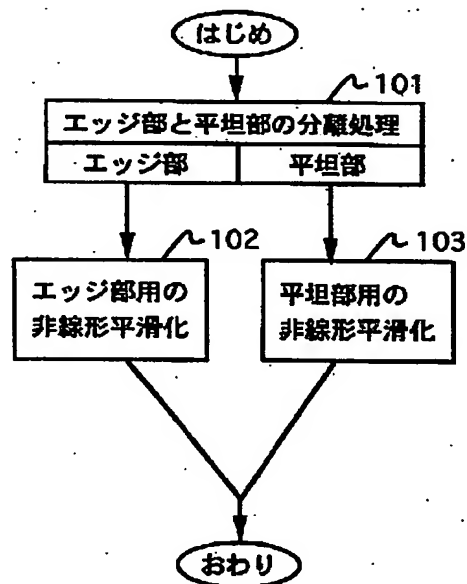 はじめ
101
エッジ部と平坦部の分離処理
エッジ部
平坦部
102
103
エッジ部用の
非線形平滑化
平坦部用の
非線形平滑化
おわり